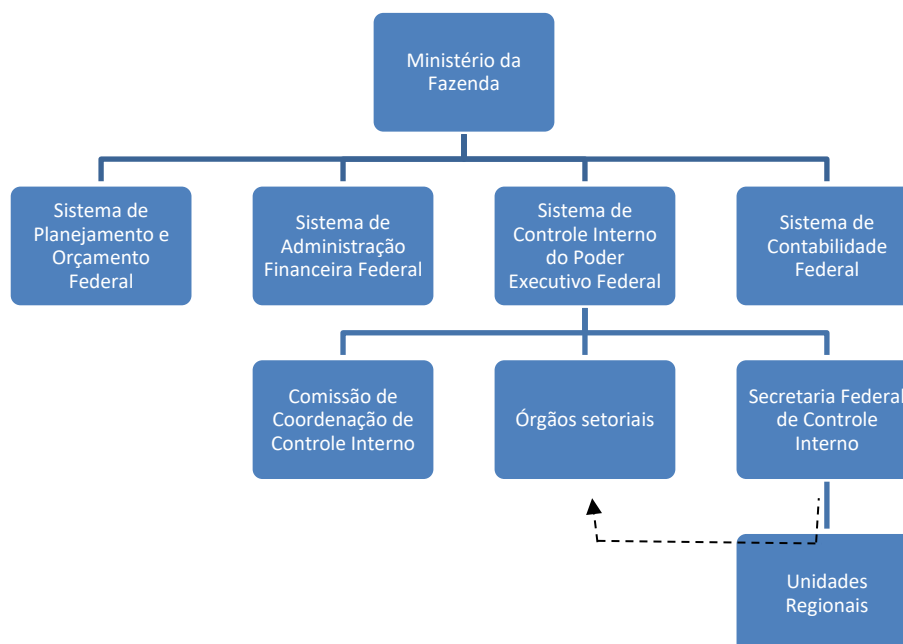 Ministério da
Fazenda
Sistema de
Planejamento e
Orçamento
Federal
Sistema de
Administração
Financeira Federal
Sistema de
Controle Interno
do Poder
Executivo Federal
Sistema de
Contabilidade
Federal
Comissão de
Coordenação de
Controle Interno
Órgãos setoriais
Secretaria Federal
de Controle
Interno
Unidades
Regionais